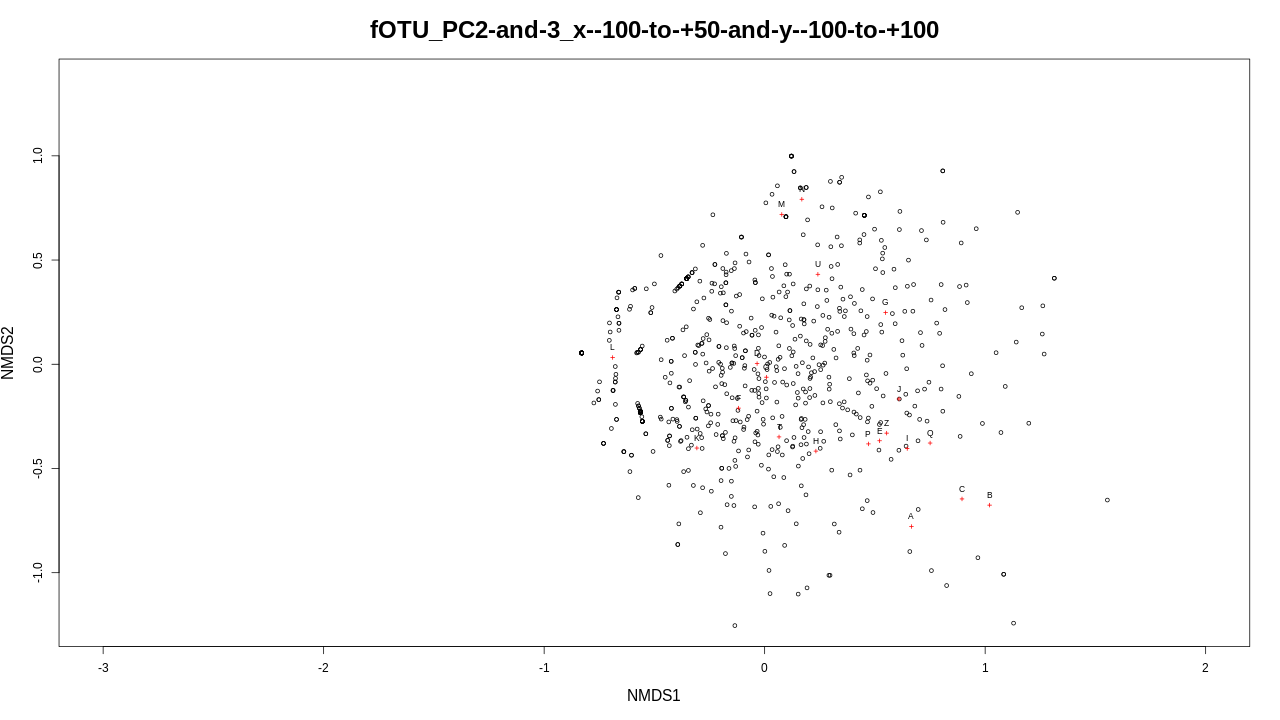 fOTU_PC2-and-3_x--100-to-+50-and-y--100-to-+100
1.0
M
U
0.5
G
NMDS2
L
0.0
J
F
T
Z
K
H
P
E
I
Q
-0.5
C
B
A
-1.0
-3
-2
-1
0
1
2
NMDS1